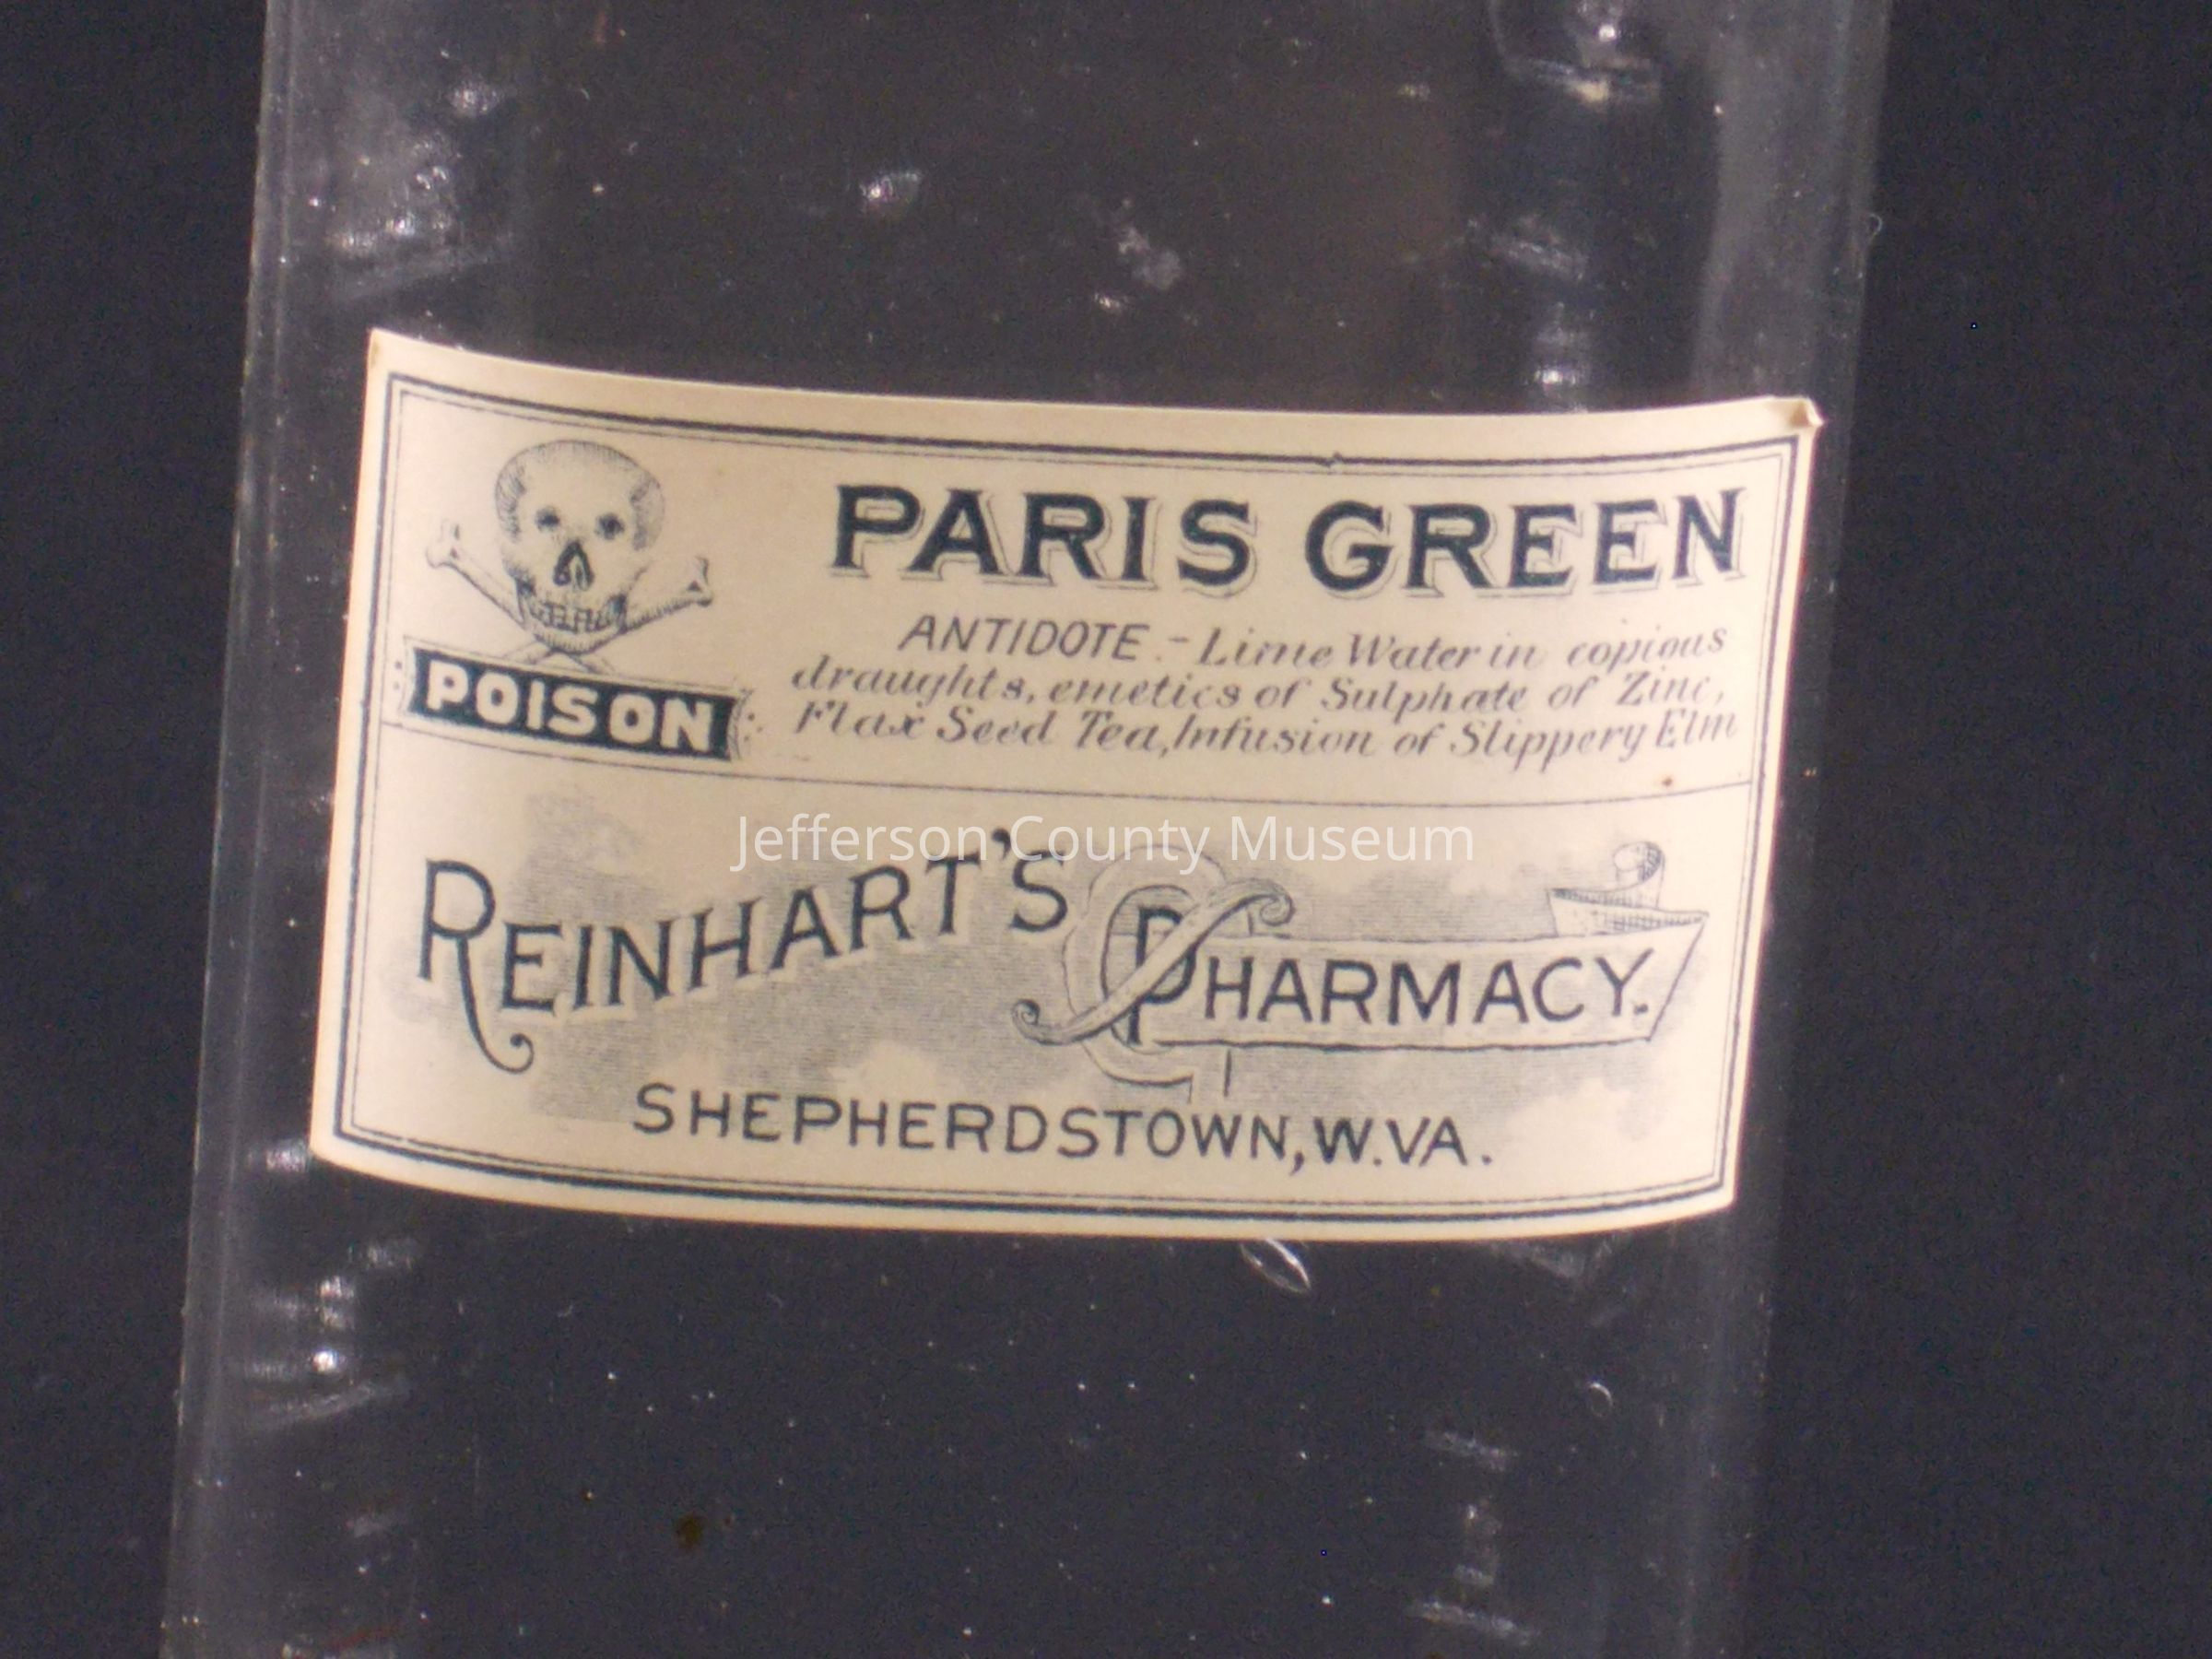 PARIS GREEN
ANTIDOTE.- Lime Water in copious
draughts, emetics of Sulphate of Zinc,
Flax Seed Tea, Infusion of Slippery Elm
POISON
Jefferson County Museum
REINHART'S PHARMACY.
SHEPHERDSTOWN, W.VA.